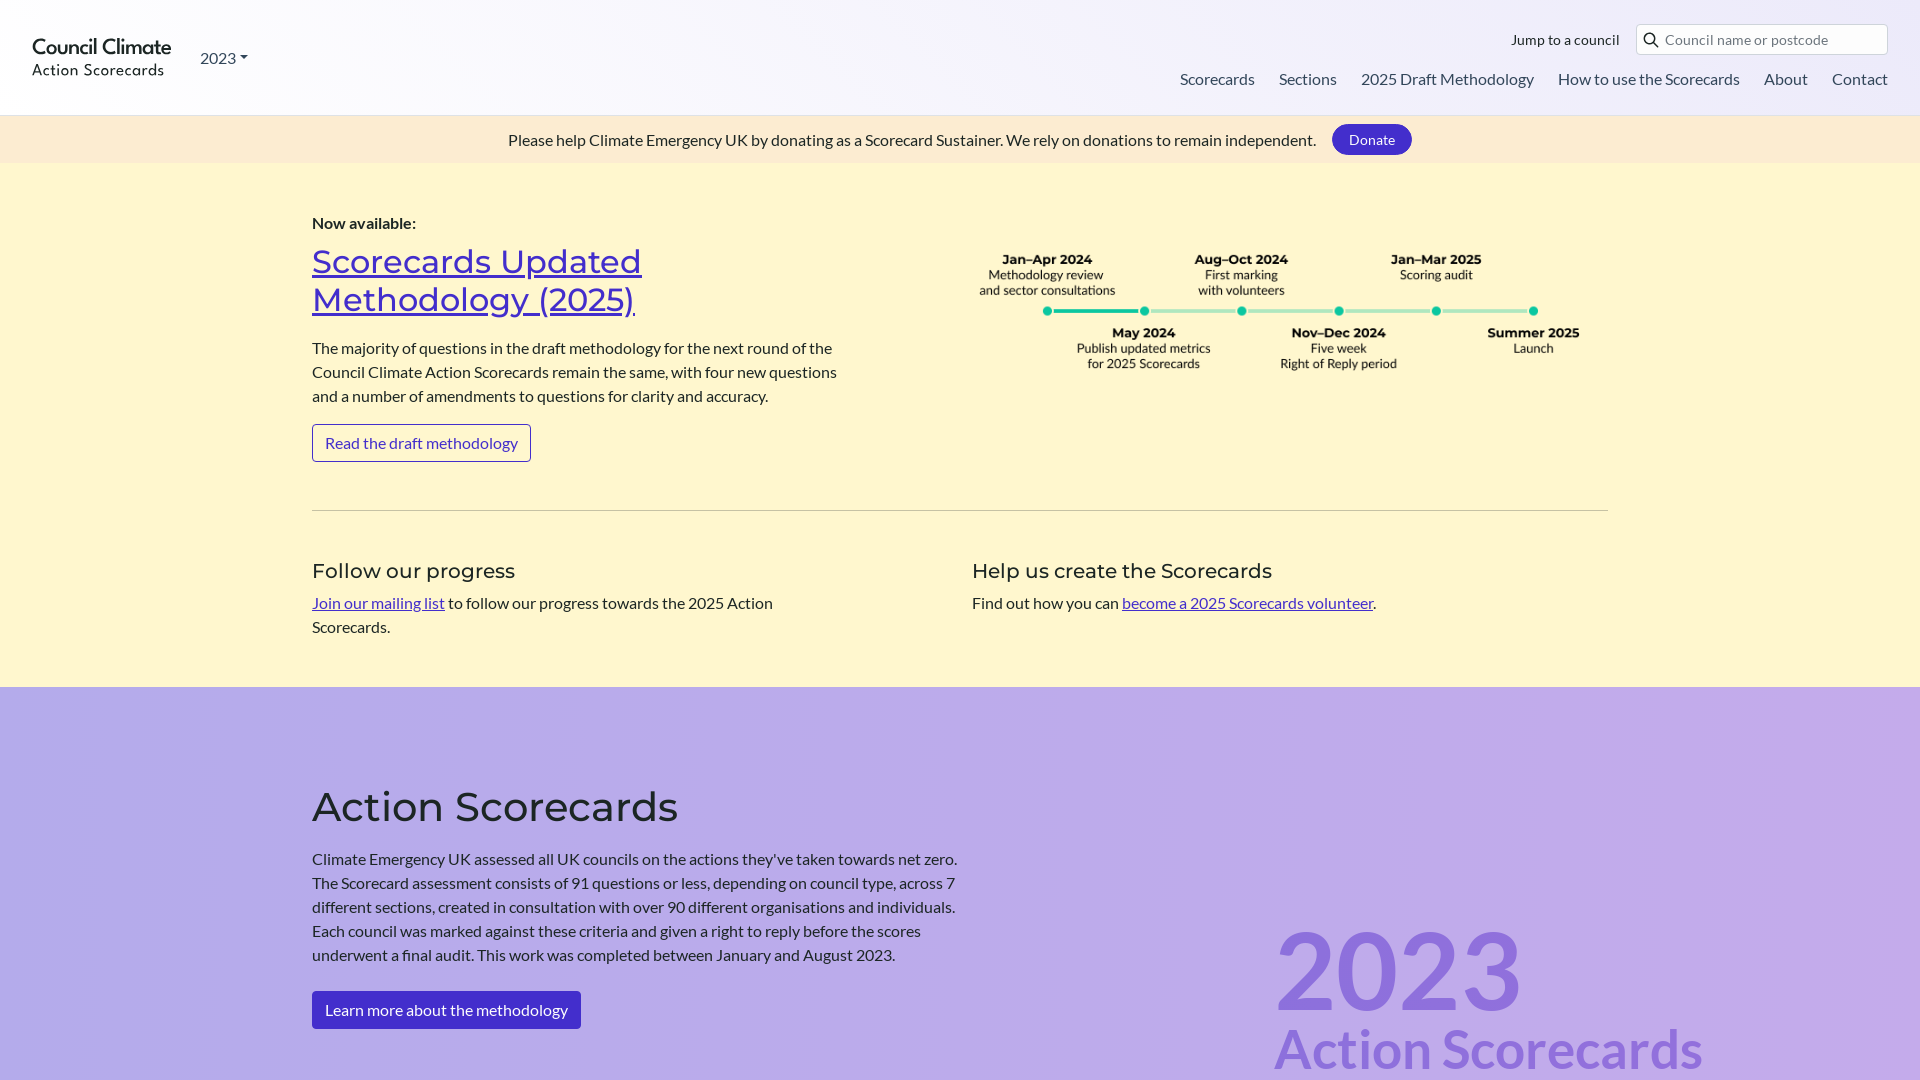 Council Climate
Action Scorecards
2023
Jump to a council
Council name or postcode
Scorecards
Sections
2025 Draft Methodology
How to use the Scorecards
About
Contact
Please help Climate Emergency UK by donating as a Scorecard Sustainer. We rely on donations to remain independent.
Donate
Now available:
Scorecards Updated
Methodology (2025)
The majority of questions in the draft methodology for the next round of the
Council Climate Action Scorecards remain the same, with four new questions
and a number of amendments to questions for clarity and accuracy.
Read the draft methodology
Jan–Apr 2024
Methodology review
and sector consultations
May 2024
Publish updated metrics
for 2025 Scorecards
Aug–Oct 2024
First marking
with volunteers
Nov–Dec 2024
Five week
Right of Reply period
Jan–Mar 2025
Scoring audit
Summer 2025
Launch
Follow our progress
Join our mailing list to follow our progress towards the 2025 Action
Scorecards.
Help us create the Scorecards
Find out how you can become a 2025 Scorecards volunteer.
Action Scorecards
Climate Emergency UK assessed all UK councils on the actions they've taken towards net zero.
The Scorecard assessment consists of 91 questions or less, depending on council type, across 7
different sections, created in consultation with over 90 different organisations and individuals.
Each council was marked against these criteria and given a right to reply before the scores
underwent a final audit. This work was completed between January and August 2023.
Learn more about the methodology
2023
Action Scorecards